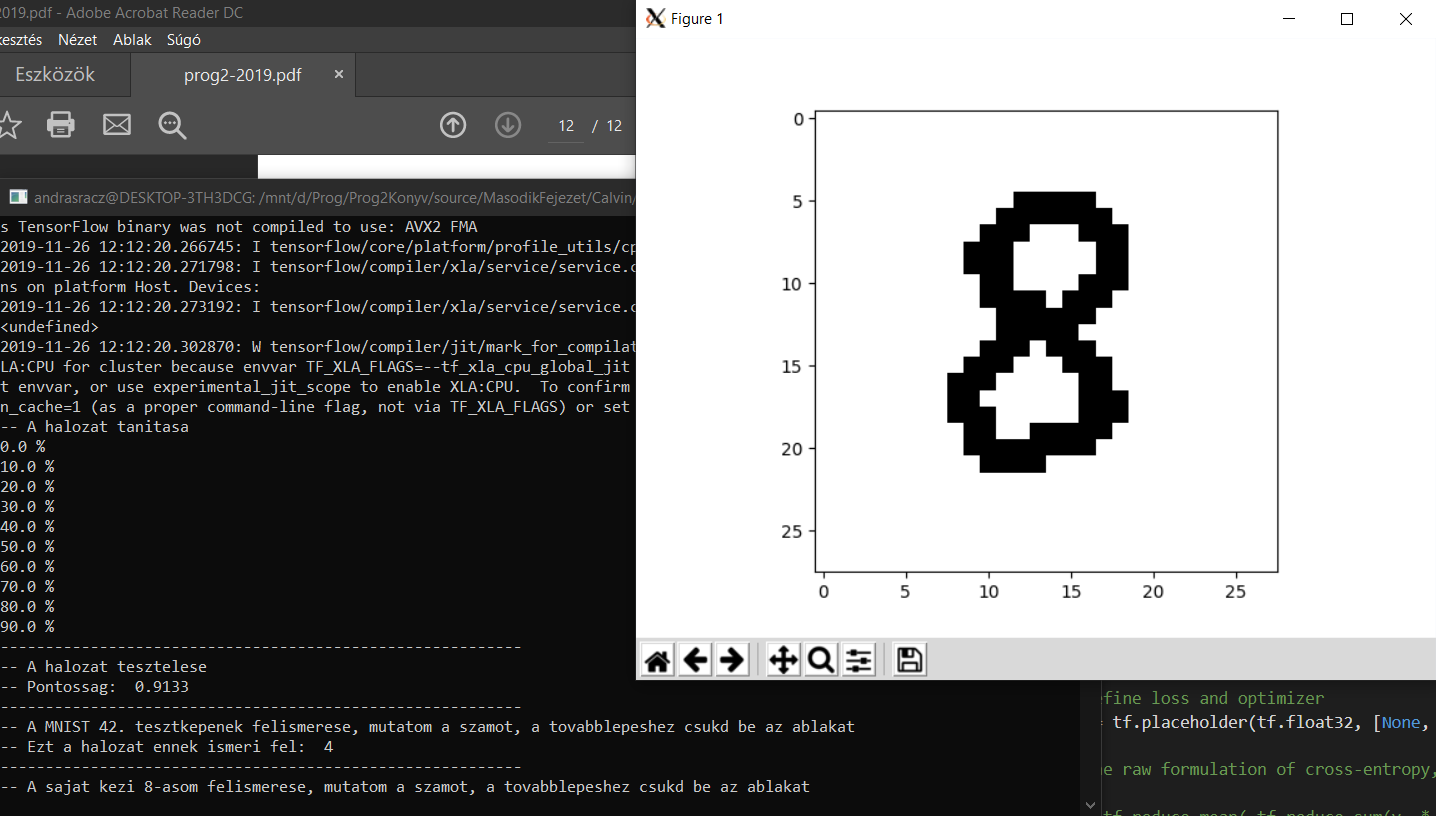 2019.pdf - Adobe Acrobat Reader DC
esztés Nézet Ablak Súgó
Eszközök prog2-2019.pdf ×
12 / 12
andrasracz@DESKTOP-3TH3DCG: /mnt/d/Prog/Prog2Konyv/source/MasodikFejezet/Calvin/
s TensorFlow binary was not compiled to use: AVX2 FMA
2019-11-26 12:12:20.266745: I tensorflow/core/platform/profile_utils/cp
2019-11-26 12:12:20.271798: I tensorflow/compiler/xla/service/service.c
ns on platform Host. Devices:
2019-11-26 12:12:20.273192: I tensorflow/compiler/xla/service/service.c
<undefined>
2019-11-26 12:12:20.302870: W tensorflow/compiler/jit/mark_for_compilat
LA:CPU for cluster because envvar TF_XLA_FLAGS=--tf_xla_cpu_global_jit
t envvar, or use experimental_jit_scope to enable XLA:CPU.  To confirm
n_cache=1 (as a proper command-line flag, not via TF_XLA_FLAGS) or set
-- A halozat tanitasa
0.0 %
10.0 %
20.0 %
30.0 %
40.0 %
50.0 %
60.0 %
70.0 %
80.0 %
90.0 %
----------------------------------------------------------
-- A halozat tesztelese
-- Pontossag:  0.9133
----------------------------------------------------------
-- A MNIST 42. tesztkepenek felismerese, mutatom a szamot, a tovabblepeshez csukd be az ablakat
-- Ezt a halozat ennek ismeri fel:  4
----------------------------------------------------------
-- A sajat kezi 8-asom felismerese, mutatom a szamot, a tovabblepeshez csukd be az ablakat
Figure 1
0
5
10
15
20
25
0 5 10 15 20 25
8
efine loss and optimizer
= tf.placeholder(tf.float32, [None,
e raw formulation of cross-entropy,
tf.reduce_mean(-tf.reduce_sum(y_ *